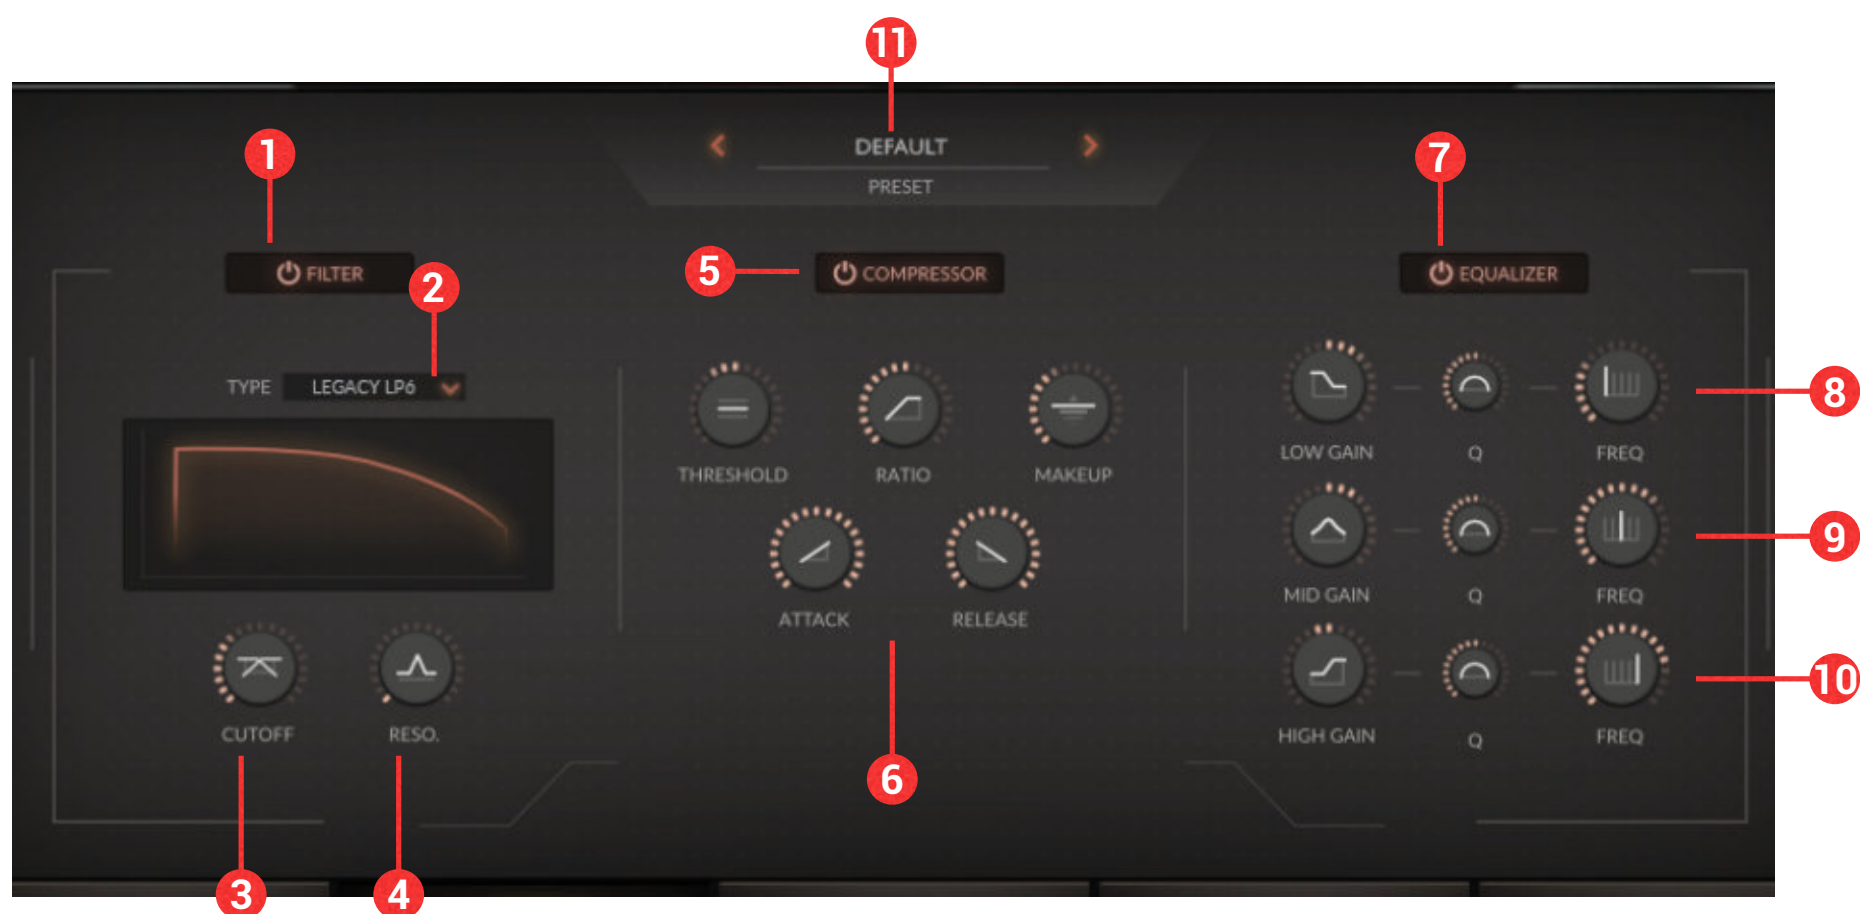 11
DEFAULT
PRESET
1
7
FILTER
2
5
COMPRESSOR
EQUALIZER
TYPE LEGACY LP6
8
THRESHOLD RATIO MAKEUP
LOW GAIN Q FREQ
9
ATTACK RELEASE
MID GAIN Q FREQ
10
CUTOFF RESO.
HIGH GAIN Q FREQ
6
3
4